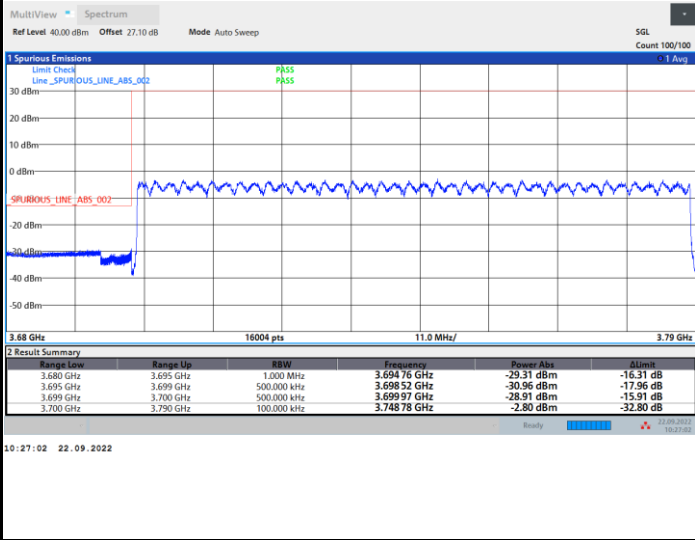 MultiView Spectrum
Ref Level 40.00 dBm Offset 27.10 dB Mode Auto Sweep SGL
Count 100/100
1 Spurious Emissions 1 Avg
Limit Check PASS
Line _SPURIOUS_LINE_ABS_002 PASS
30 dBm
20 dBm
10 dBm
0 dBm
_SPURIOUS_LINE_ABS_002
-20 dBm
-30 dBm
-40 dBm
-50 dBm
3.68 GHz 16004 pts 11.0 MHz/ 3.79 GHz
2 Result Summary
Range Low Range Up RBW Frequency Power Abs ΔLimit
3.680 GHz 3.695 GHz 1.000 MHz 3.694 76 GHz -29.31 dBm -16.31 dB
3.695 GHz 3.699 GHz 500.000 kHz 3.698 52 GHz -30.96 dBm -17.96 dB
3.699 GHz 3.700 GHz 500.000 kHz 3.699 97 GHz -28.91 dBm -15.91 dB
3.700 GHz 3.790 GHz 100.000 kHz 3.748 78 GHz -2.80 dBm -32.80 dB
Ready 22.09.2022
10:27:02
10:27:02 22.09.2022